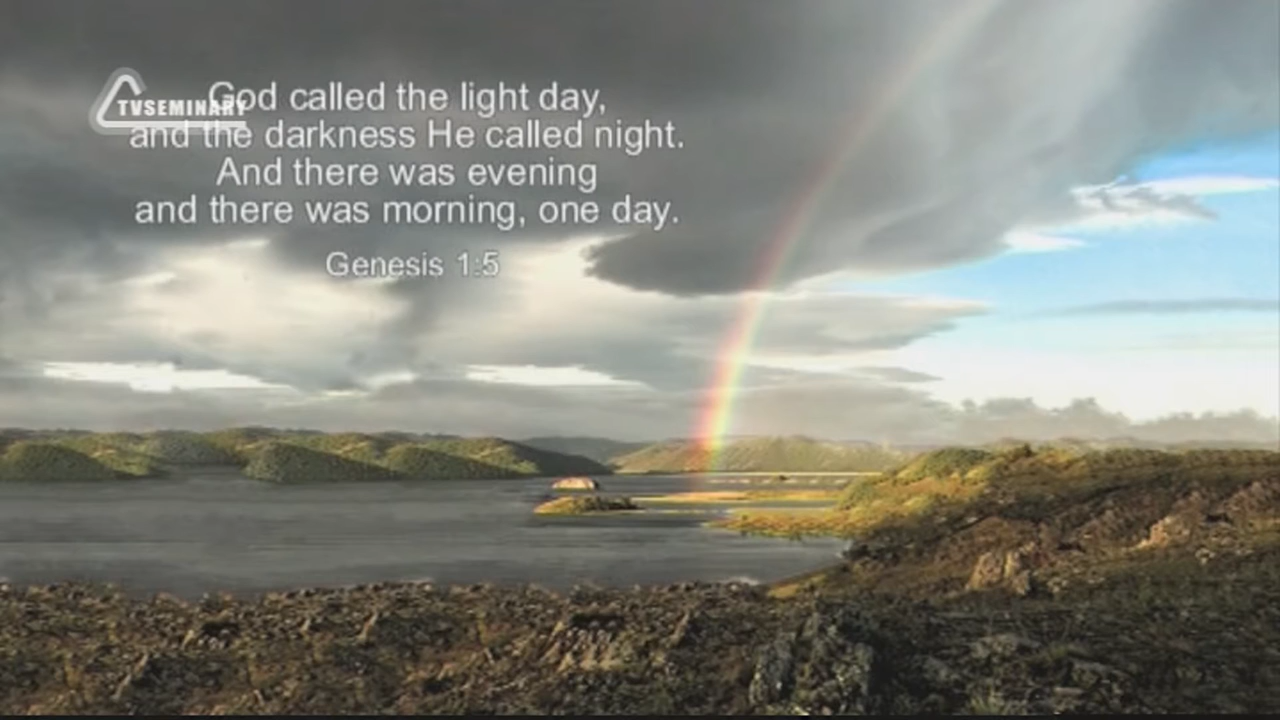 TVSEMINARY
God called the light day,
and the darkness He called night.
And there was evening
and there was morning, one day.
Genesis 1:5